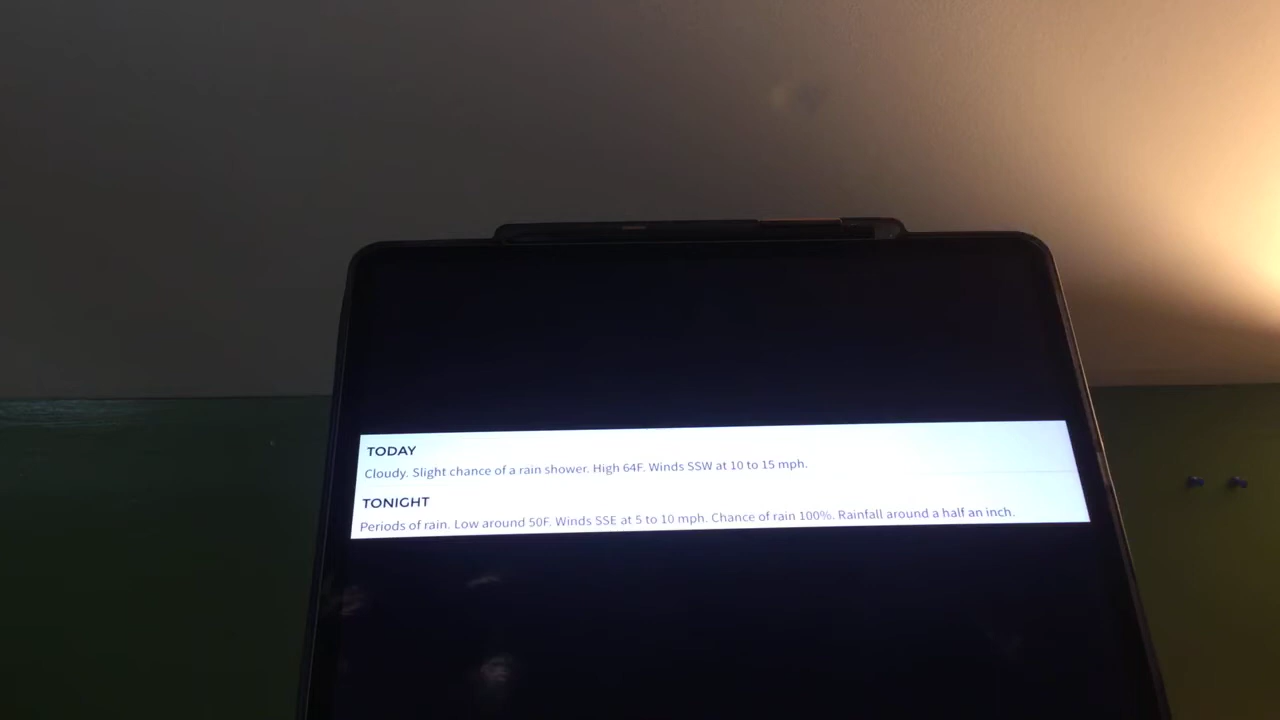 TODAY
Cloudy. Slight chance of a rain shower. High 64F. Winds SSW at 10 to 15 mph.
TONIGHT
Periods of rain. Low around 50F. Winds SSE at 5 to 10 mph. Chance of rain 100%. Rainfall around a half an inch.